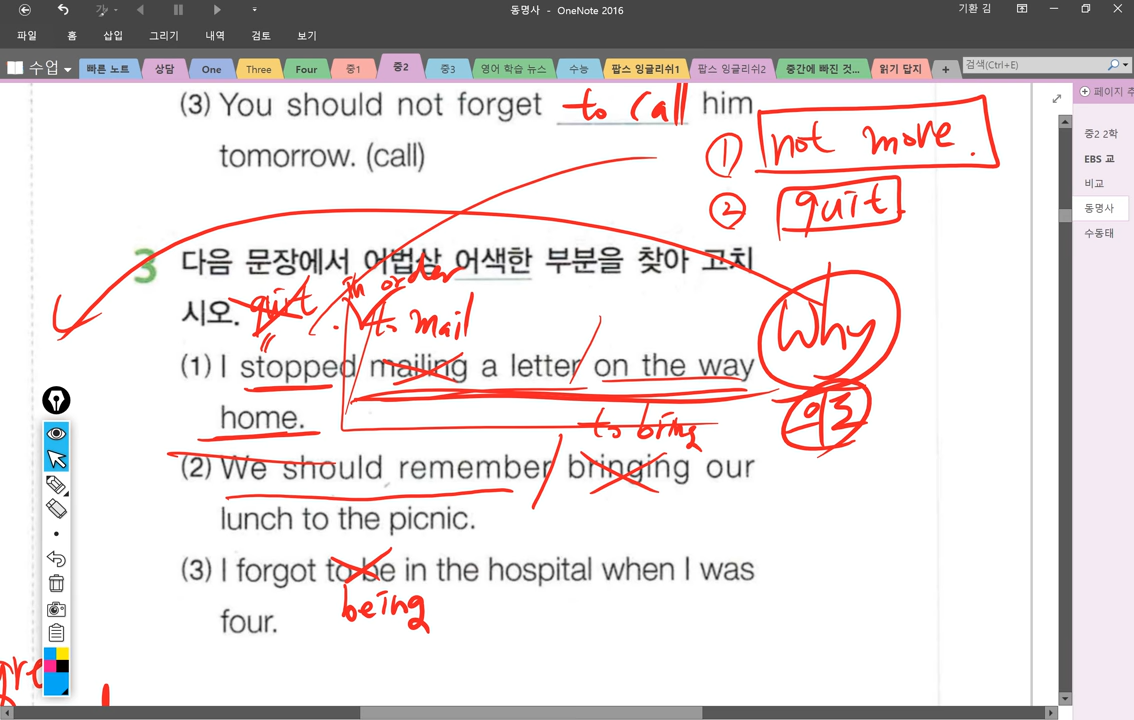 동명사 - OneNote 2016
기환 김
파일 홈 삽입 그리기 내역 검토 보기
수업 빠른 노트 상담 One Three Four 중1 중2 중3 영어 학습 뉴스 수능 팝스 잉글리쉬1 팝스 잉글리쉬2 중간에 빠진 것... 읽기 답지 + 검색(Ctrl+E)
페이지 추
중2 2학
EBS 교
비교
동명사
수동태
(3) You should not forget to call him
tomorrow. (call)
① not more.
② quit
3 다음 문장에서 어법상 어색한 부분을 찾아 고치
시오.
quit in order
to mail
Why
(1) I stopped mailing a letter on the way
home.
to bring
(2) We should remember bringing our
lunch to the picnic.
(3) I forgot to be in the hospital when I was
being
four.
gre